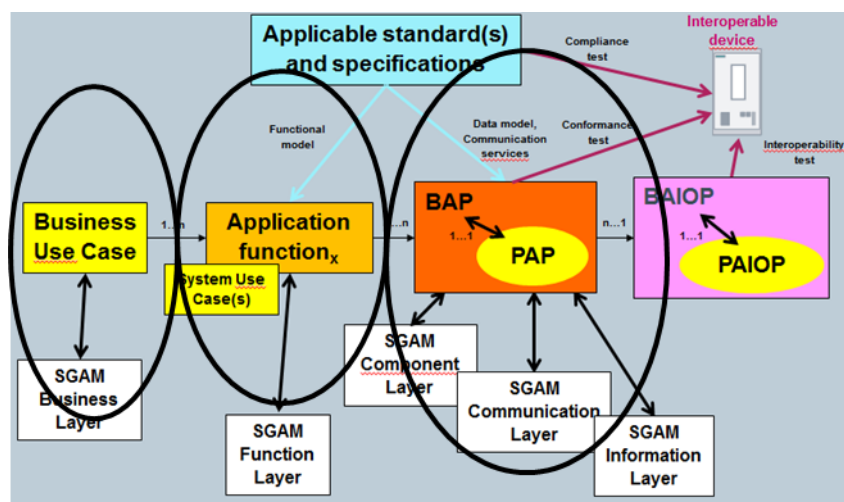 Applicable standard(s)
and specifications
Interoperable
device
Compliance
test
Functional
model
Data model,
Communication
services
Conformance
test
Interoperability
test
Business
Use Case
1...n
Application
functionx
System Use
Case(s)
...n
BAP
1...1
PAP
n...1
BAIOP
1...1
PAIOP
SGAM
Business
Layer
SGAM
Function
Layer
SGAM
Component
Layer
SGAM
Communication
Layer
SGAM
Information
Layer